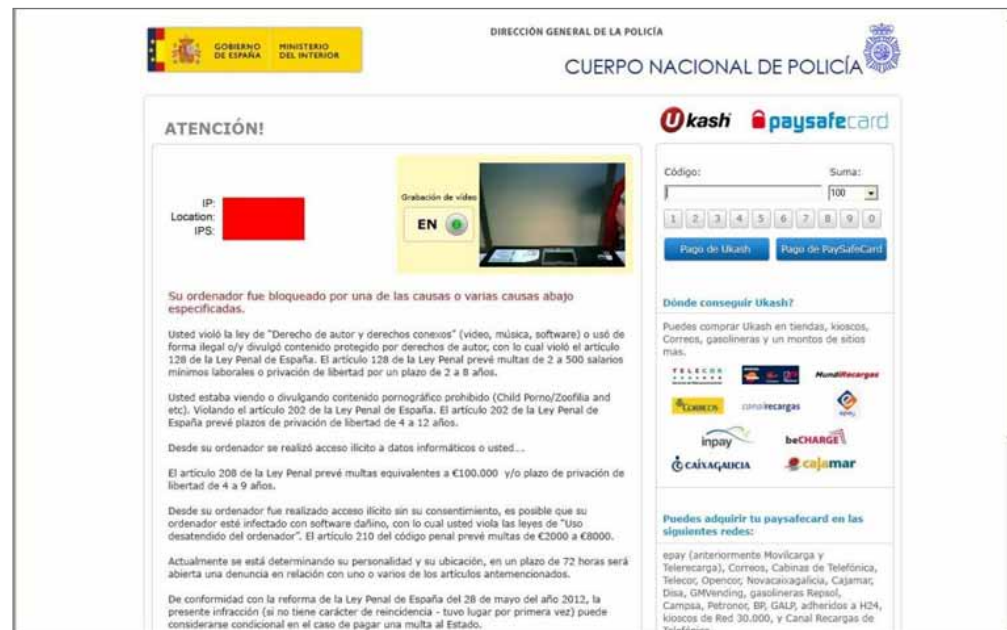 GOBIERNO DE ESPAÑA
MINISTERIO DEL INTERIOR
DIRECCIÓN GENERAL DE LA POLICÍA
CUERPO NACIONAL DE POLICÍA
ATENCIÓN!
IP:
Location:
IPS:
Grabación de vídeo
EN
Su ordenador fue bloqueado por una de las causas o varias causas abajo
especificadas.
Usted violó la ley de "Derecho de autor y derechos conexos" (video, música, software) o usó de
forma ilegal o/y divulgó contenido protegido por derechos de autor, con lo cual violó el artículo
128 de la Ley Penal de España. El artículo 128 de la Ley Penal prevé multas de 2 a 500 salarios
mínimos laborales o privación de libertad por un plazo de 2 a 8 años.
Usted estaba viendo o divulgando contenido pornográfico prohibido (Child Porno/Zoofilia and
etc). Violando el artículo 202 de la Ley Penal de España. El artículo 202 de la Ley Penal de
España prevé plazos de privación de libertad de 4 a 12 años.
Desde su ordenador se realizó acceso ilícito a datos informáticos o usted...
El artículo 208 de la Ley Penal prevé multas equivalentes a €100.000 y/o plazo de privación de
libertad de 4 a 9 años.
Desde su ordenador fue realizado acceso ilícito sin su consentimiento, es posible que su
ordenador esté infectado con software dañino, con lo cual usted viola las leyes de "Uso
desatendido del ordenador". El artículo 210 del código penal prevé multas de €2000 a €8000.
Actualmente se está determinando su personalidad y su ubicación, en un plazo de 72 horas será
abierta una denuncia en relación con uno o varios de los artículos antemencionados.
De conformidad con la reforma de la Ley Penal de España del 28 de mayo del año 2012, la
presente infracción (si no tiene carácter de reincidencia - tuvo lugar por primera vez) puede
considerarse condicional en el caso de pagar una multa al Estado.
Ukash paysafecard
Código: Suma:
100
1 2 3 4 5 6 7 8 9 0
Pago de Ukash Pago de PaySafeCard
Dónde conseguir Ukash?
Puedes comprar Ukash en tiendas, kioscos,
Correos, gasolineras y un montos de sitios
mas.
TELECOR
MundiRecargas
CORREOS canalrecargas epay
inpay beCHARGE
CAIXAGALICIA cajamar
Puedes adquirir tu paysafecard en las
siguientes redes:
epay (anteriormente Movilcarga y
Telerecarga), Correos, Cabinas de Telefónica,
Telecor, Opencor, Novacaixagalicia, Cajamar,
Disa, GMVending, gasolineras Repsol,
Campsa, Petronor, BP, GALP, adheridos a H24,
kioscos de Red 30.000, y Canal Recargas de
Telefónica